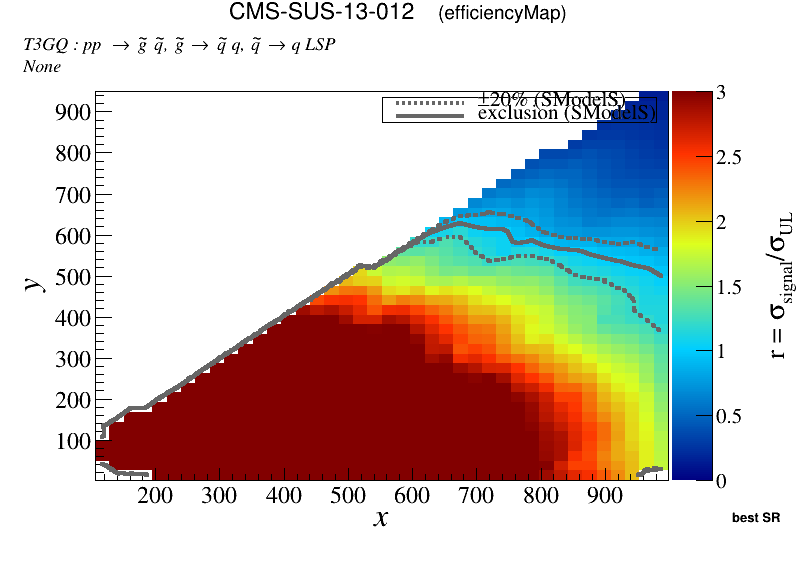 CMS-SUS-13-012 (efficiencyMap)
T3GQ : pp → g̃ q̃, g̃ → q̃ q, q̃ → q LSP
None
±20% (SModelS)
exclusion (SModelS)
900
800
700
600
500
400
300
200
100
y
200 300 400 500 600 700 800 900
x
3
2.5
2
1.5
1
0.5
0
r = σ_signal/σ_UL
best SR